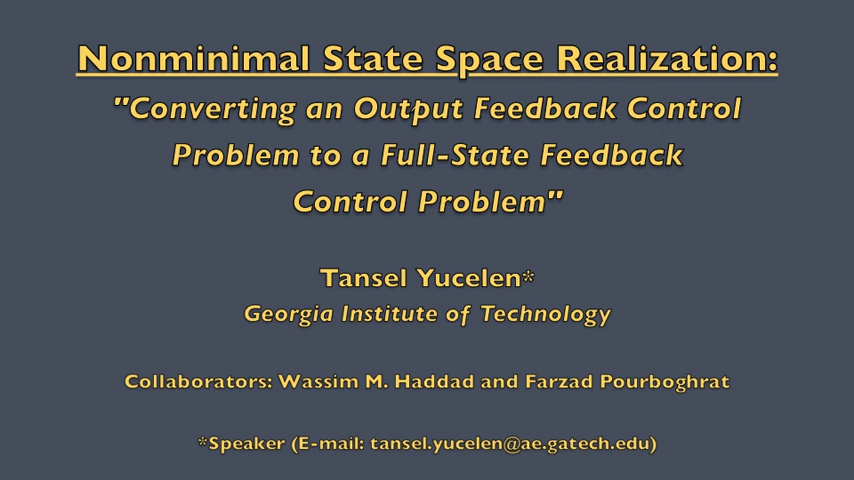 Nonminimal State Space Realization:
"Converting an Output Feedback Control
Problem to a Full-State Feedback
Control Problem"
Tansel Yucelen*
Georgia Institute of Technology
Collaborators: Wassim M. Haddad and Farzad Pourboghrat
*Speaker (E-mail: tansel.yucelen@ae.gatech.edu)